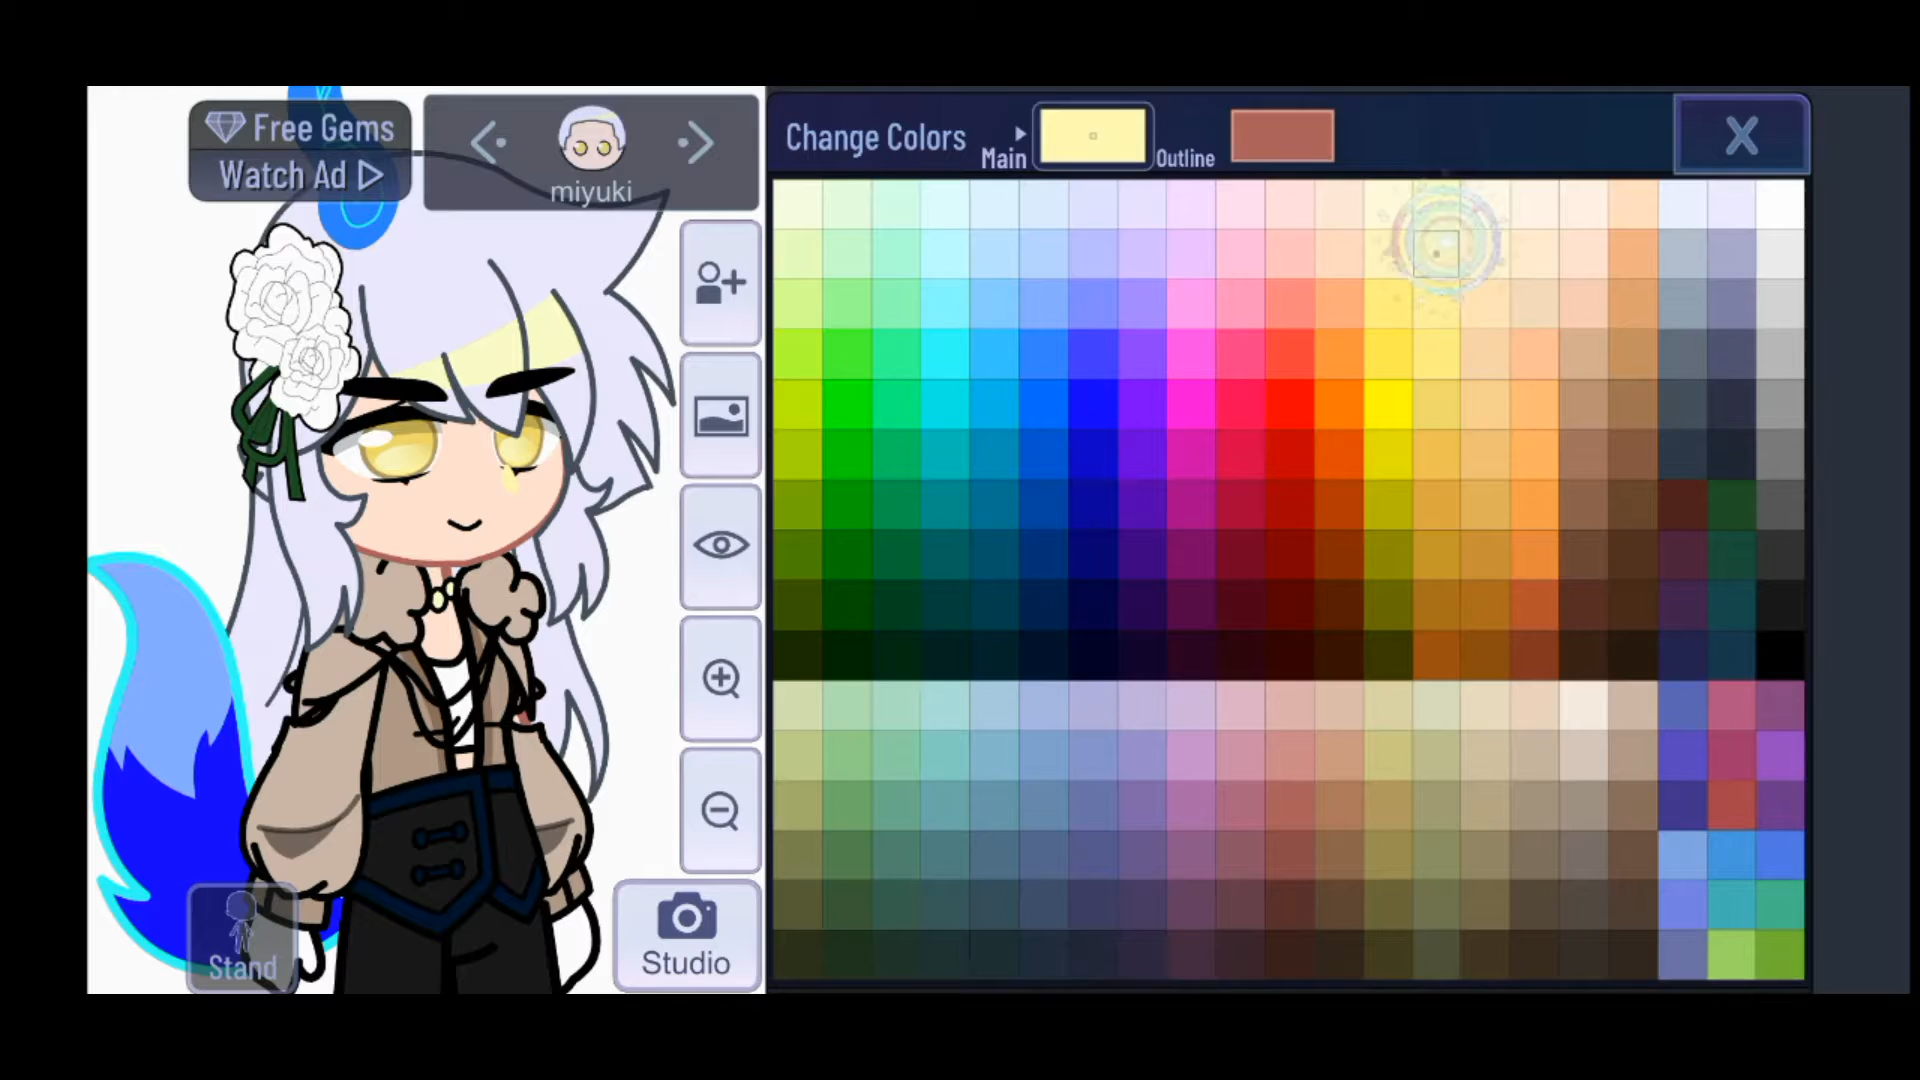 Free Gems
Watch Ad
miyuki
Change Colors
Main
Outline
X
Studio
Stand